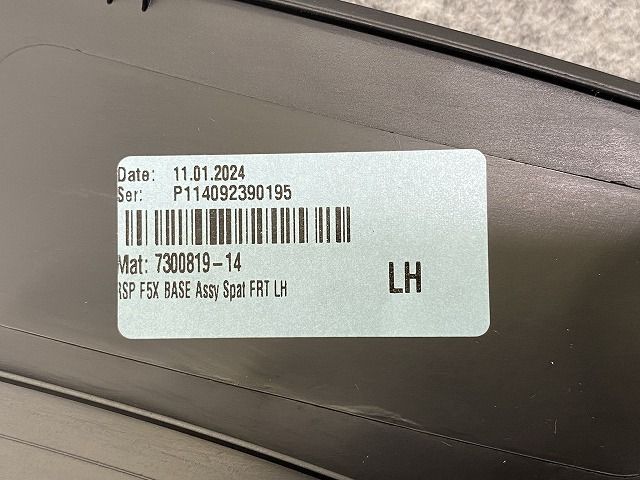 Date: 11.01.2024
Ser: P114092390195
Mat: 7300819-14
RSP F5X BASE Assy Spat FRT LH
LH